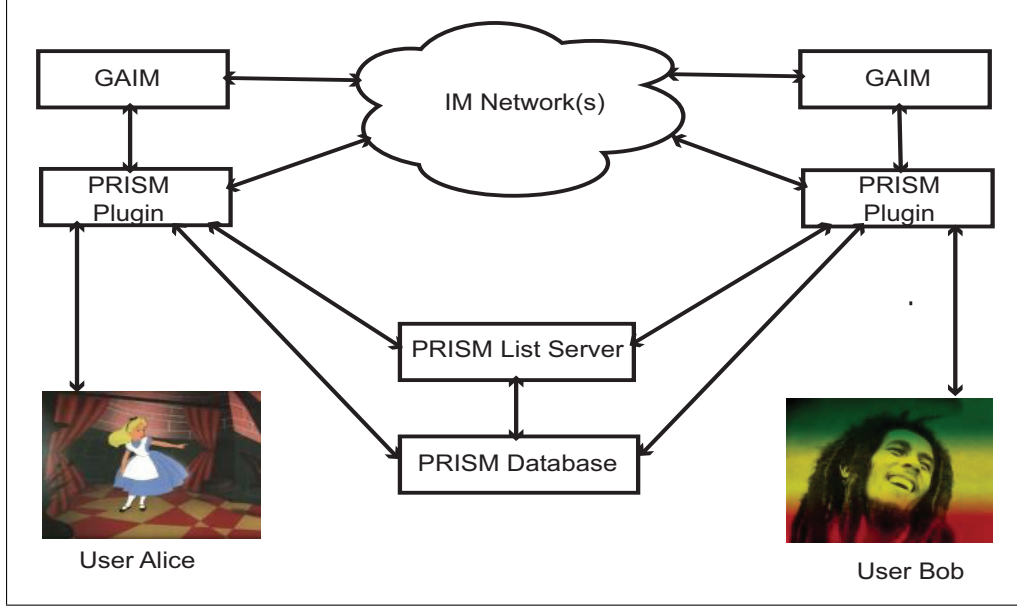 GAIM
IM Network(s)
GAIM
PRISM
Plugin
PRISM
Plugin
PRISM List Server
PRISM Database
User Alice
User Bob